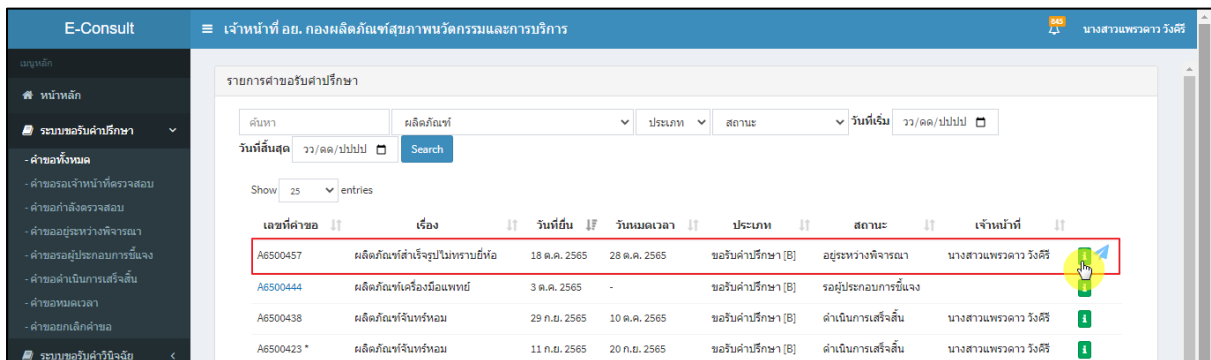 E-Consult
เจ้าหน้าที่ อย. กองผลิตภัณฑ์สุขภาพนวัตกรรมและการบริการ
645
นางสาวแพรวดาว วังคีรี
เมนูหลัก
หน้าหลัก
ระบบขอรับคำปรึกษา
- คำขอทั้งหมด
- คำขอรอเจ้าหน้าที่ตรวจสอบ
- คำขอกำลังตรวจสอบ
- คำขออยู่ระหว่างพิจารณา
- คำขอรอผู้ประกอบการชี้แจง
- คำขอดำเนินการเสร็จสิ้น
- คำขอหมดเวลา
- คำขอยกเลิกคำขอ
ระบบขอรับคำวินิจฉัย
รายการคำขอรับคำปรึกษา
ค้นหา ผลิตภัณฑ์ ประเภท สถานะ วันที่เริ่ม วว/ดด/ปปปป
วันที่สิ้นสุด วว/ดด/ปปปป Search
Show 25 entries
เลขที่คำขอ เรื่อง วันที่ยื่น วันหมดเวลา ประเภท สถานะ เจ้าหน้าที่
A6500457 ผลิตภัณฑ์สำเร็จรูปไม่ทราบยี่ห้อ 18 ต.ค. 2565 28 ต.ค. 2565 ขอรับคำปรึกษา [B] อยู่ระหว่างพิจารณา นางสาวแพรวดาว วังคีรี
A6500444 ผลิตภัณฑ์เครื่องมือแพทย์ 3 ต.ค. 2565 - ขอรับคำปรึกษา [B] รอผู้ประกอบการชี้แจง
A6500438 ผลิตภัณฑ์จันทร์หอม 29 ก.ย. 2565 10 ต.ค. 2565 ขอรับคำปรึกษา [B] ดำเนินการเสร็จสิ้น นางสาวแพรวดาว วังคีรี
A6500423 * ผลิตภัณฑ์จันทร์หอม 11 ก.ย. 2565 20 ก.ย. 2565 ขอรับคำปรึกษา [B] ดำเนินการเสร็จสิ้น นางสาวแพรวดาว วังคีรี